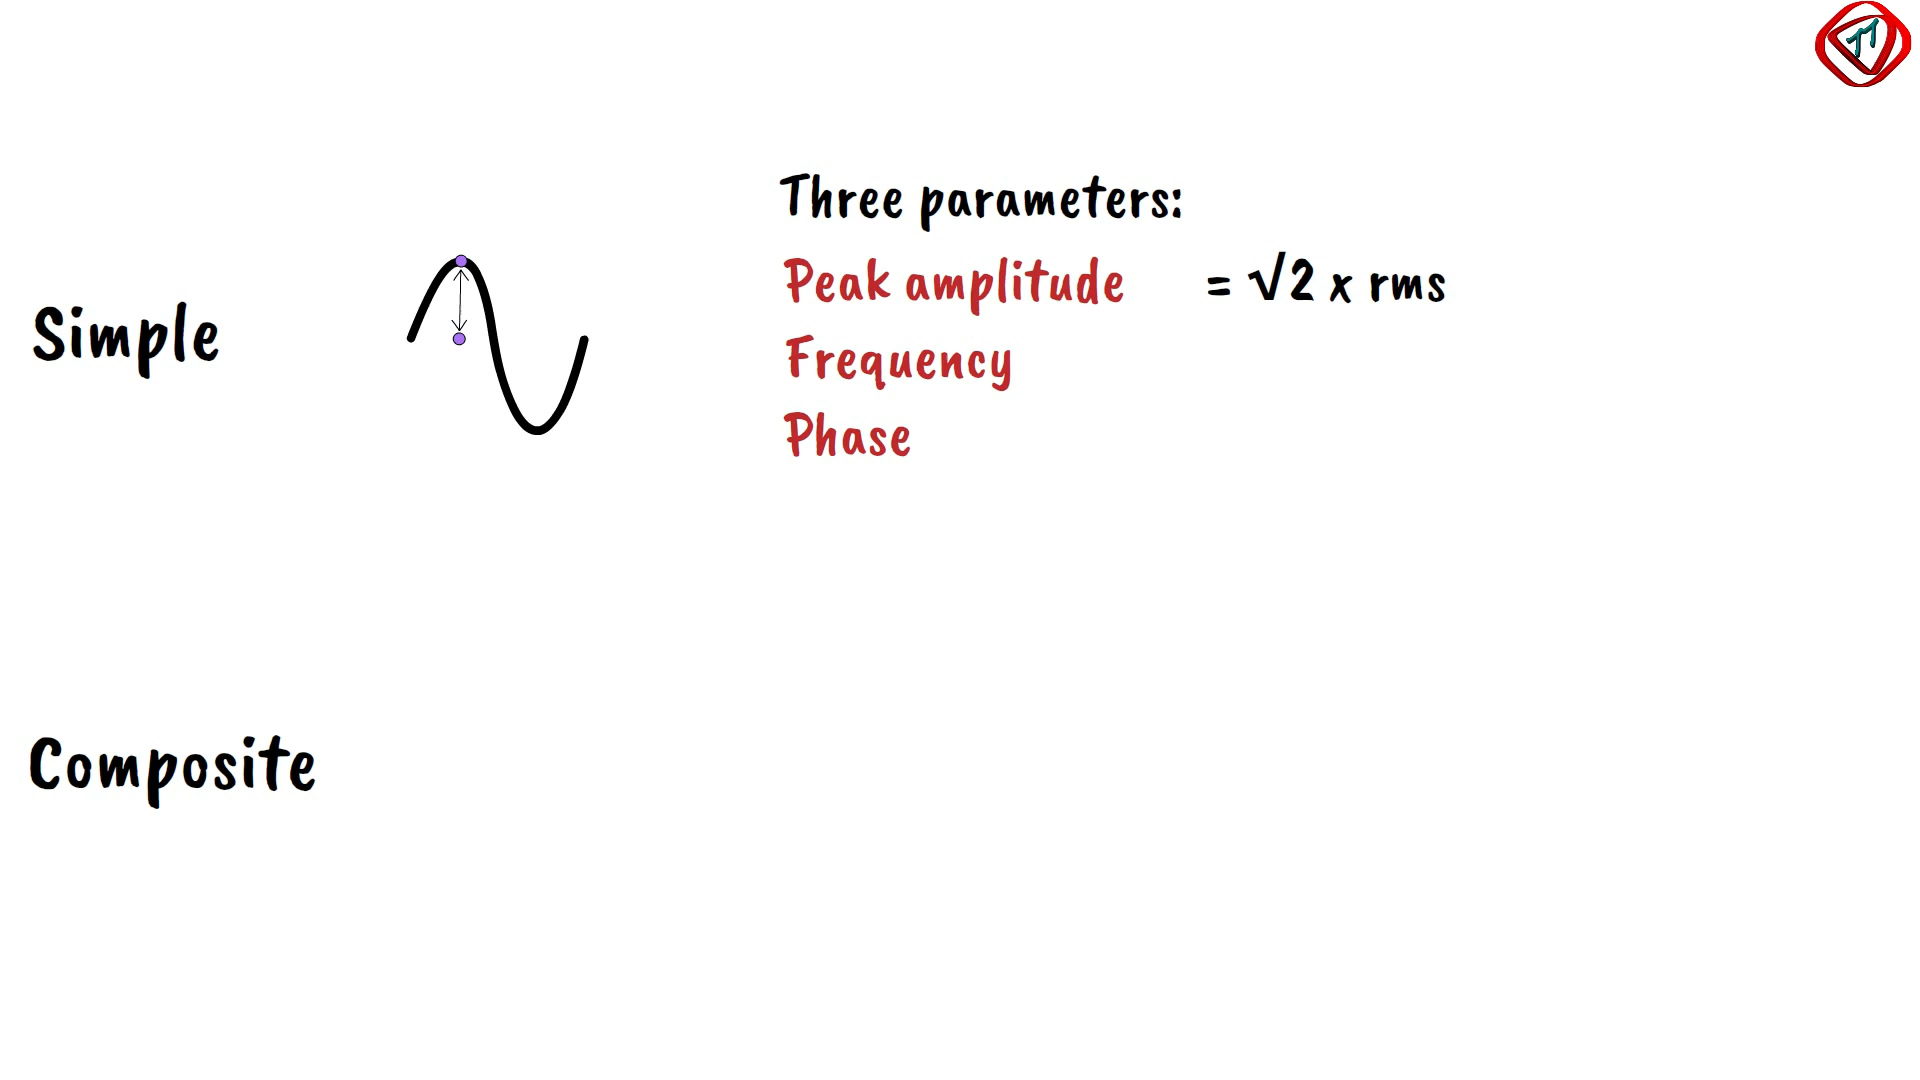 Three parameters:
Peak amplitude = √2 x rms
Simple
Frequency
Phase
Composite